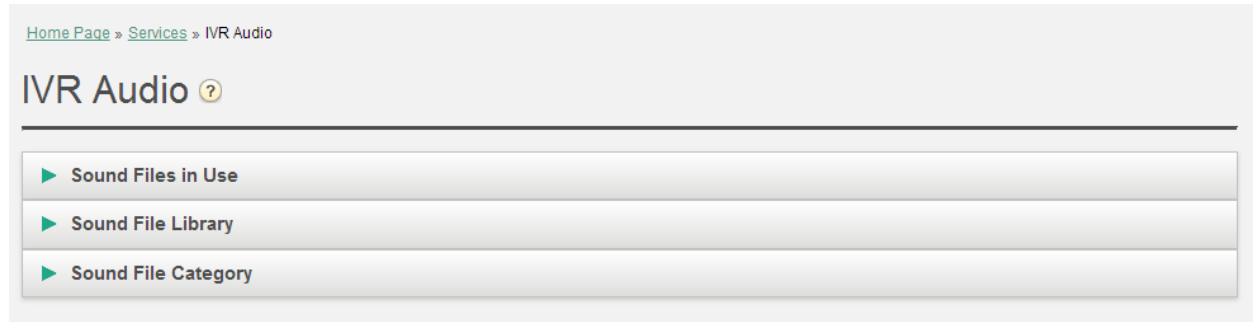 Home Page » Services » IVR Audio
IVR Audio ?
Sound Files in Use
Sound File Library
Sound File Category